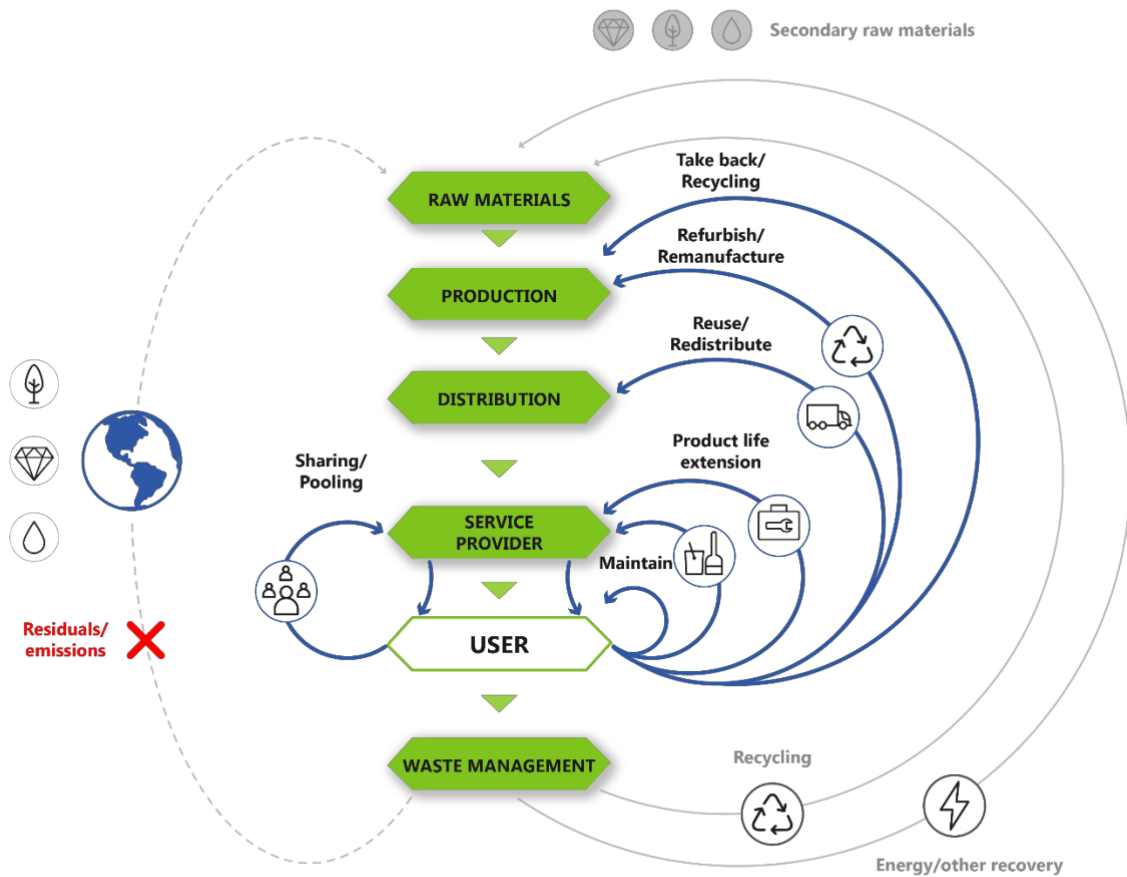 Secondary raw materials
Take back/
Recycling
RAW MATERIALS
Refurbish/
Remanufacture
PRODUCTION
Reuse/
Redistribute
DISTRIBUTION
Product life
extension
Sharing/
Pooling
SERVICE
PROVIDER
Maintain
Residuals/
emissions
USER
WASTE MANAGEMENT
Recycling
Energy/other recovery